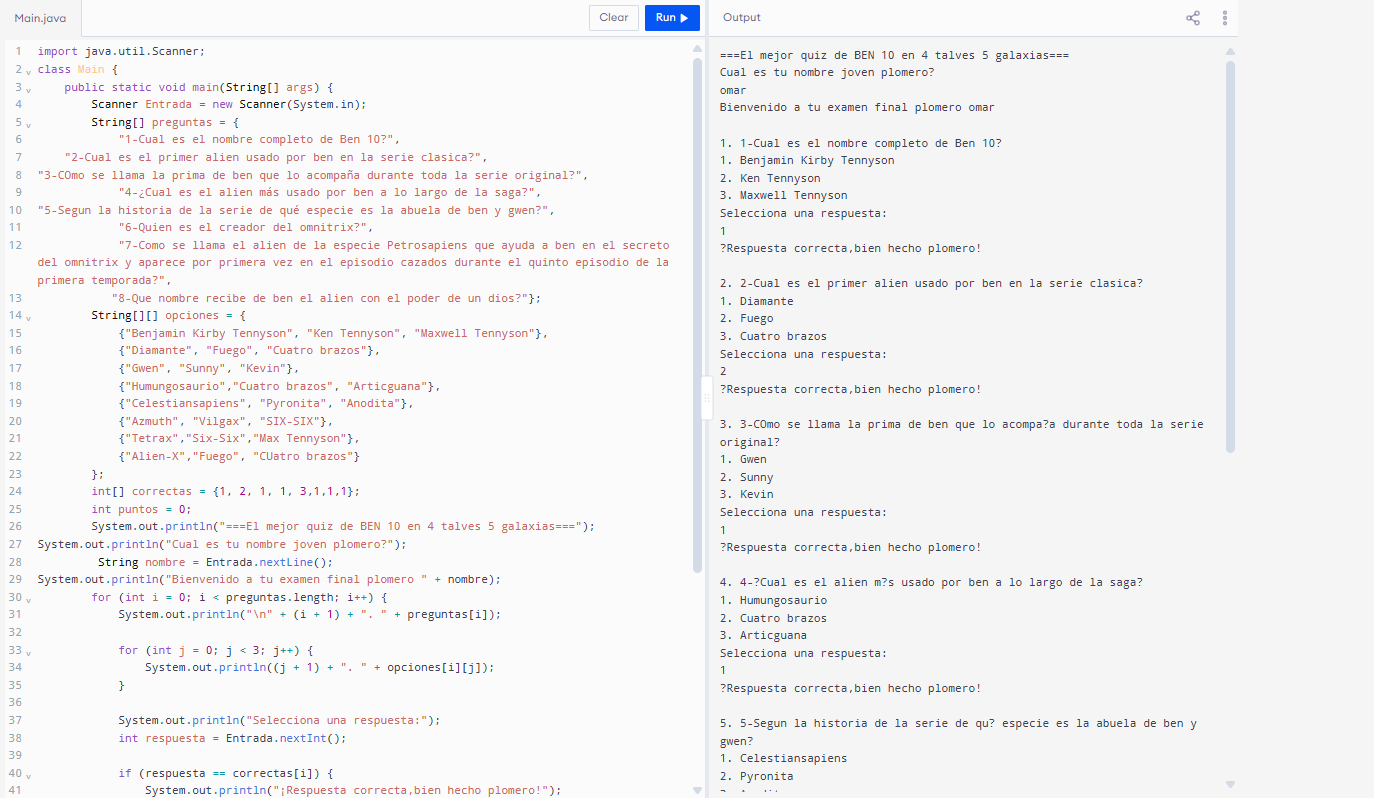 Main.java
Clear
Run
1 import java.util.Scanner;
2 class Main {
3 public static void main(String[] args) {
4 Scanner Entrada = new Scanner(System.in);
5 String[] preguntas = {
6 "1-Cual es el nombre completo de Ben 10?",
7 "2-Cual es el primer alien usado por ben en la serie clasica?",
8 "3-COmo se llama la prima de ben que lo acompaña durante toda la serie original?",
9 "4-¿Cual es el alien más usado por ben a lo largo de la saga?",
10 "5-Segun la historia de la serie de qué especie es la abuela de ben y gwen?",
11 "6-Quien es el creador del omnitrix?",
12 "7-Como se llama el alien de la especie Petrosapiens que ayuda a ben en el secreto
del omnitrix y aparece por primera vez en el episodio cazados durante el quinto episodio de la
primera temporada?",
13 "8-Que nombre recibe de ben el alien con el poder de un dios?"};
14 String[][] opciones = {
15 {"Benjamin Kirby Tennyson", "Ken Tennyson", "Maxwell Tennyson"},
16 {"Diamante", "Fuego", "Cuatro brazos"},
17 {"Gwen", "Sunny", "Kevin"},
18 {"Humungosaurio","Cuatro brazos", "Articguana"},
19 {"Celestiansapiens", "Pyronita", "Anodita"},
20 {"Azmuth", "Vilgax", "SIX-SIX"},
21 {"Tetrax","Six-Six","Max Tennyson"},
22 {"Alien-X","Fuego", "CUatro brazos"}
23 };
24 int[] correctas = {1, 2, 1, 1, 3,1,1,1};
25 int puntos = 0;
26 System.out.println("===El mejor quiz de BEN 10 en 4 talves 5 galaxias===");
27 System.out.println("Cual es tu nombre joven plomero?");
28 String nombre = Entrada.nextLine();
29 System.out.println("Bienvenido a tu examen final plomero " + nombre);
30 for (int i = 0; i < preguntas.length; i++) {
31 System.out.println("\n" + (i + 1) + ". " + preguntas[i]);
32
33 for (int j = 0; j < 3; j++) {
34 System.out.println((j + 1) + ". " + opciones[i][j]);
35 }
36
37 System.out.println("Selecciona una respuesta:");
38 int respuesta = Entrada.nextInt();
39
40 if (respuesta == correctas[i]) {
41 System.out.println("¡Respuesta correcta,bien hecho plomero!");
Output
===El mejor quiz de BEN 10 en 4 talves 5 galaxias===
Cual es tu nombre joven plomero?
omar
Bienvenido a tu examen final plomero omar
1. 1-Cual es el nombre completo de Ben 10?
1. Benjamin Kirby Tennyson
2. Ken Tennyson
3. Maxwell Tennyson
Selecciona una respuesta:
1
?Respuesta correcta,bien hecho plomero!
2. 2-Cual es el primer alien usado por ben en la serie clasica?
1. Diamante
2. Fuego
3. Cuatro brazos
Selecciona una respuesta:
2
?Respuesta correcta,bien hecho plomero!
3. 3-COmo se llama la prima de ben que lo acompa?a durante toda la serie
original?
1. Gwen
2. Sunny
3. Kevin
Selecciona una respuesta:
1
?Respuesta correcta,bien hecho plomero!
4. 4-?Cual es el alien m?s usado por ben a lo largo de la saga?
1. Humungosaurio
2. Cuatro brazos
3. Articguana
Selecciona una respuesta:
1
?Respuesta correcta,bien hecho plomero!
5. 5-Segun la historia de la serie de qu? especie es la abuela de ben y
gwen?
1. Celestiansapiens
2. Pyronita